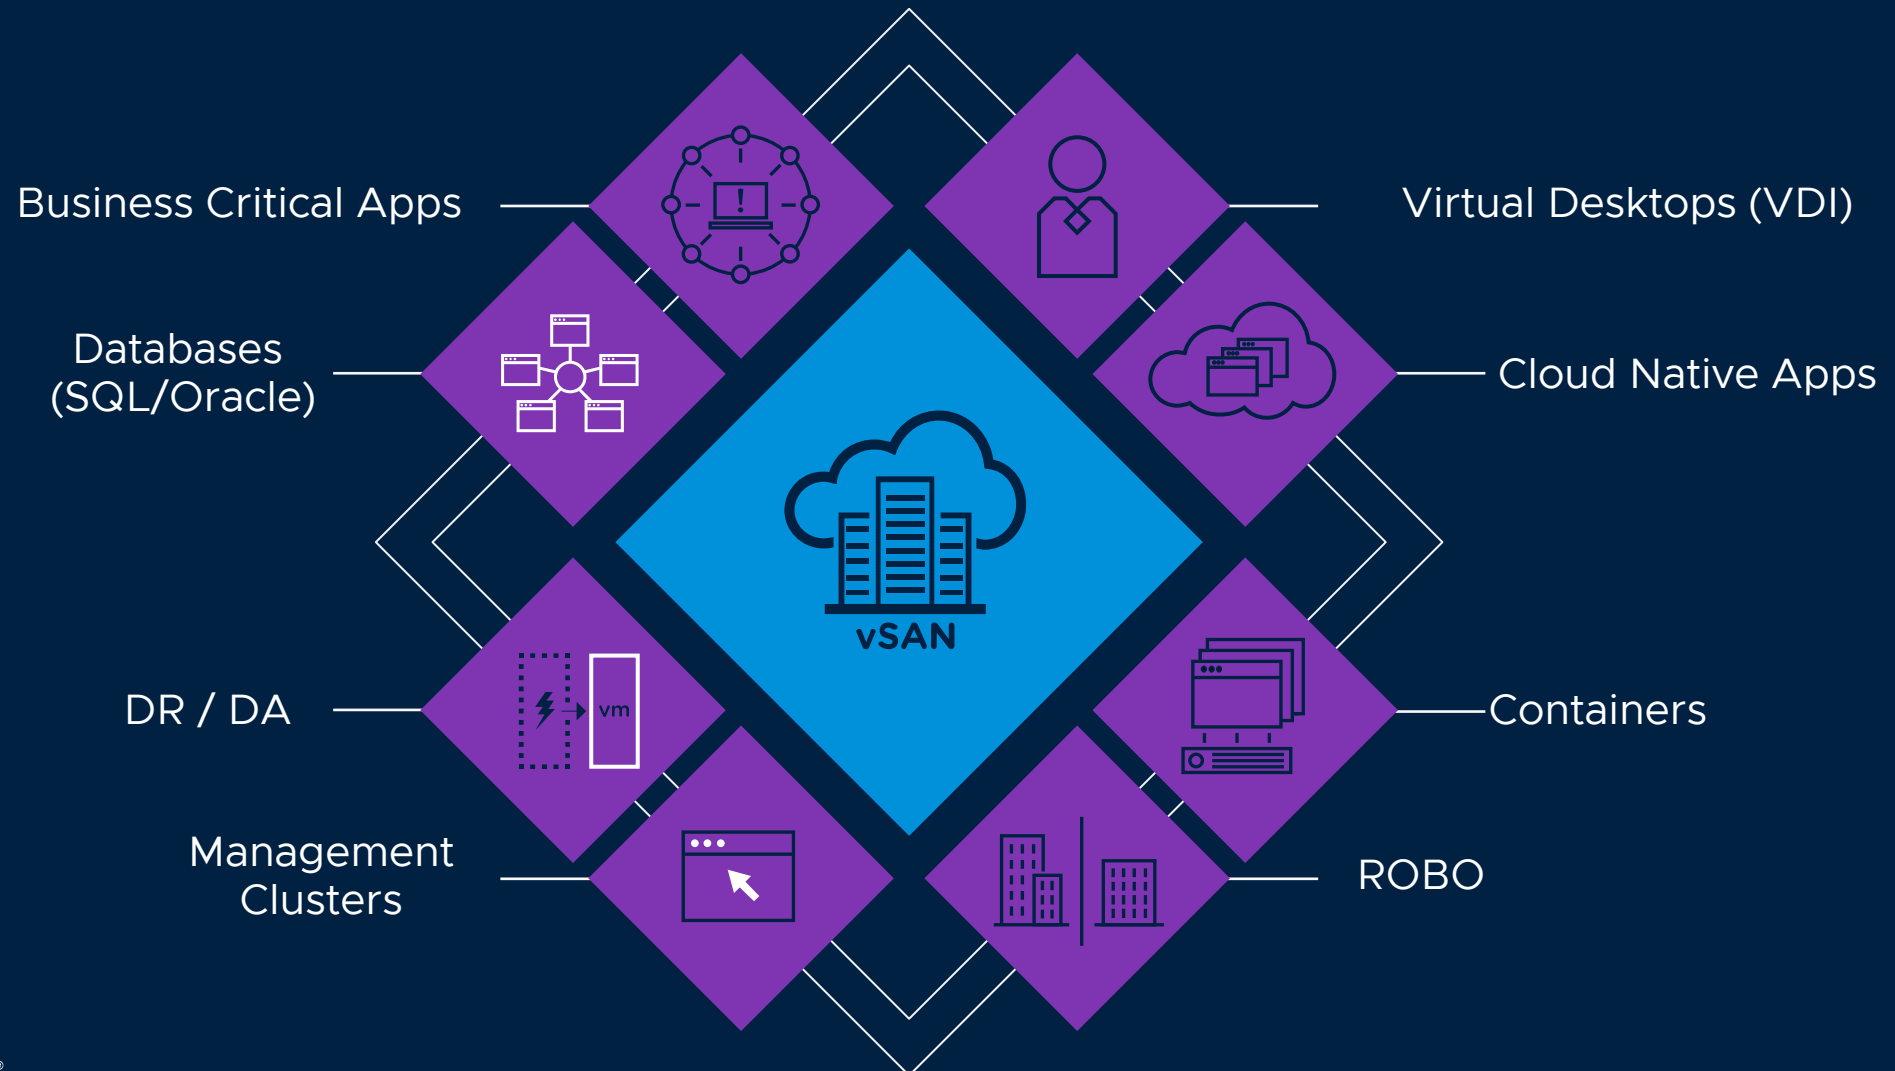 Business Critical Apps
Virtual Desktops (VDI)
Databases
(SQL/Oracle)
Cloud Native Apps
vSAN
DR / DA
vm
Containers
Management
Clusters
ROBO
®